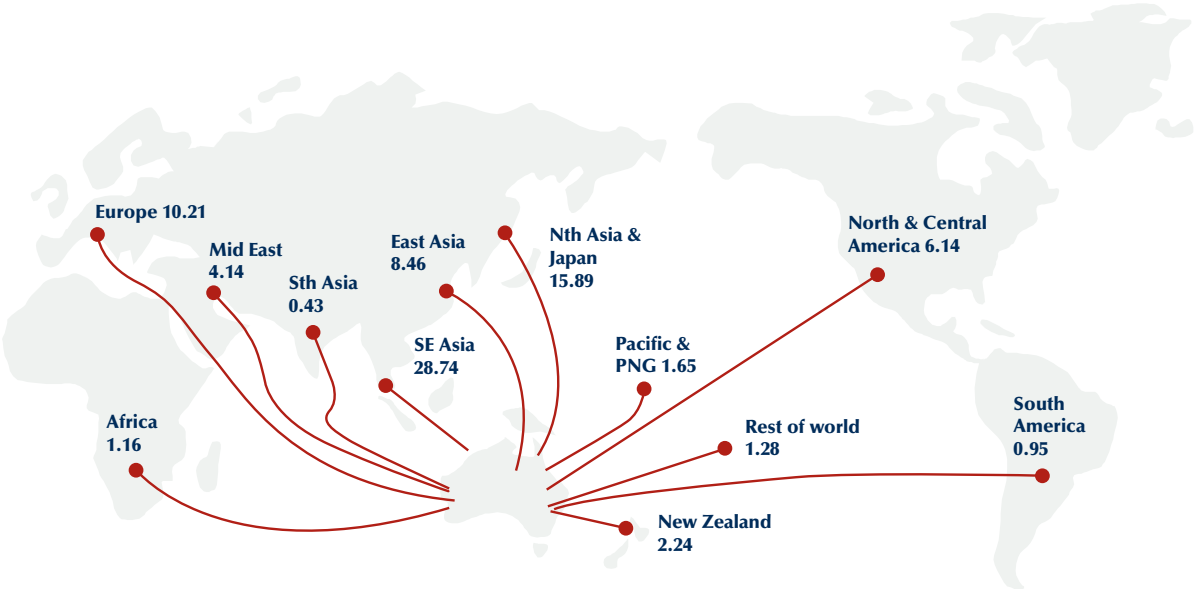 Europe 10.21
Mid East
4.14
Sth Asia
0.43
East Asia
8.46
Nth Asia &
Japan
15.89
North & Central
America 6.14
SE Asia
28.74
Pacific &
PNG 1.65
Africa
1.16
Rest of world
1.28
South
America
0.95
New Zealand
2.24